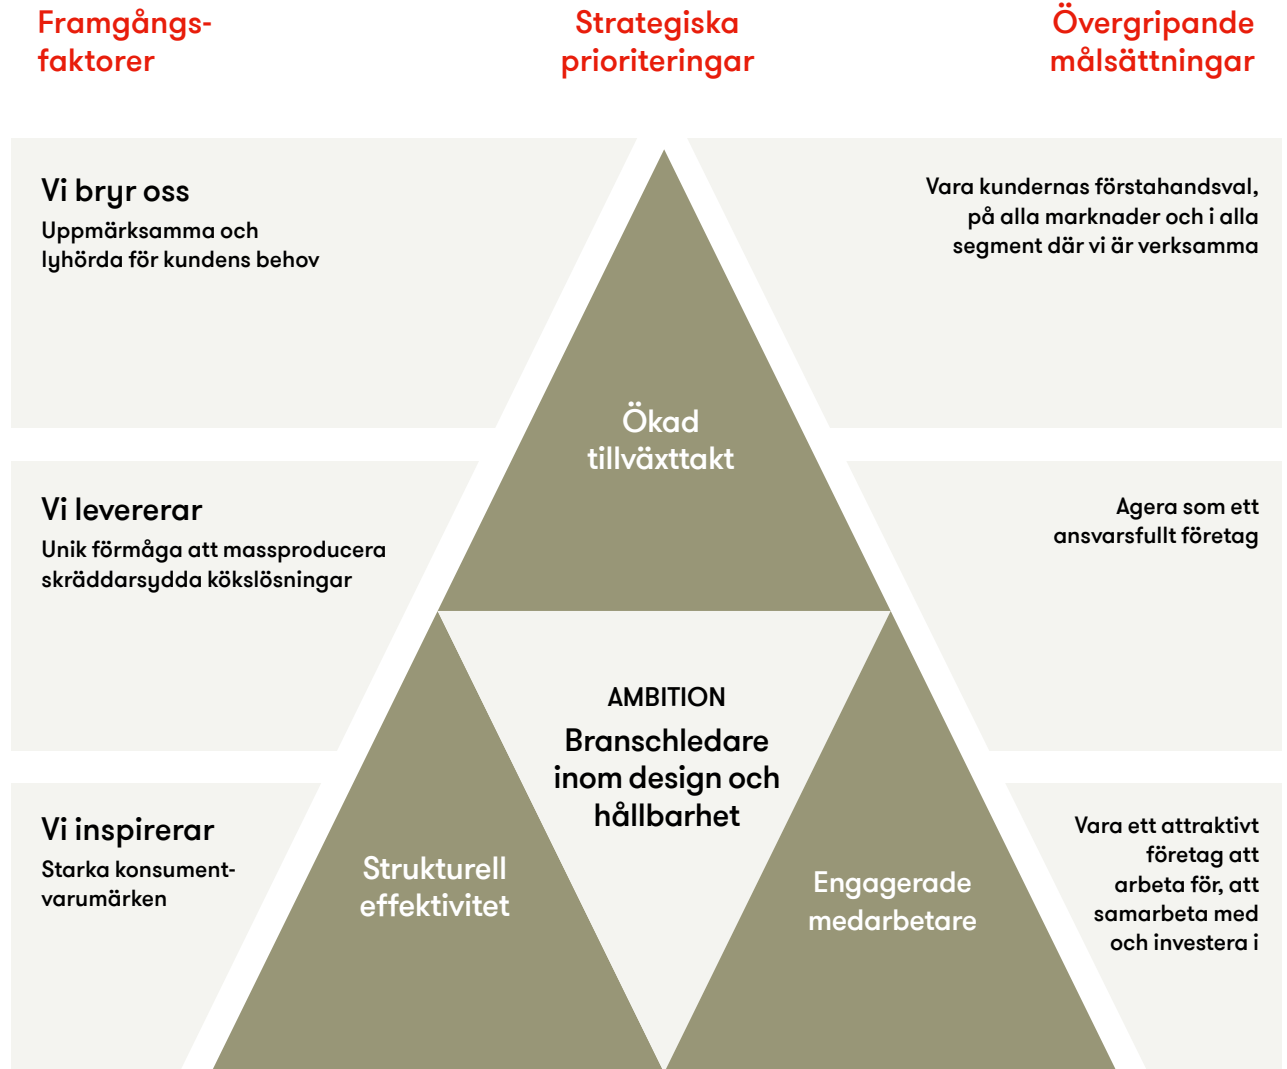 Framgångs-
faktorer
Strategiska
prioriteringar
Övergripande
målsättningar
Vi bryr oss
Uppmärksamma och
lyhörda för kundens behov
Vi levererar
Unik förmåga att massproducera
skräddarsydda kökslösningar
Vi inspirerar
Starka konsument-
varumärken
Ökad
tillväxttakt
AMBITION
Branschledare
inom design och
hållbarhet
Strukturell
effektivitet
Engagerade
medarbetare
Vara kundernas förstahandsval,
på alla marknader och i alla
segment där vi är verksamma
Agera som ett
ansvarsfullt företag
Vara ett attraktivt
företag att
arbeta för, att
samarbeta med
och investera i